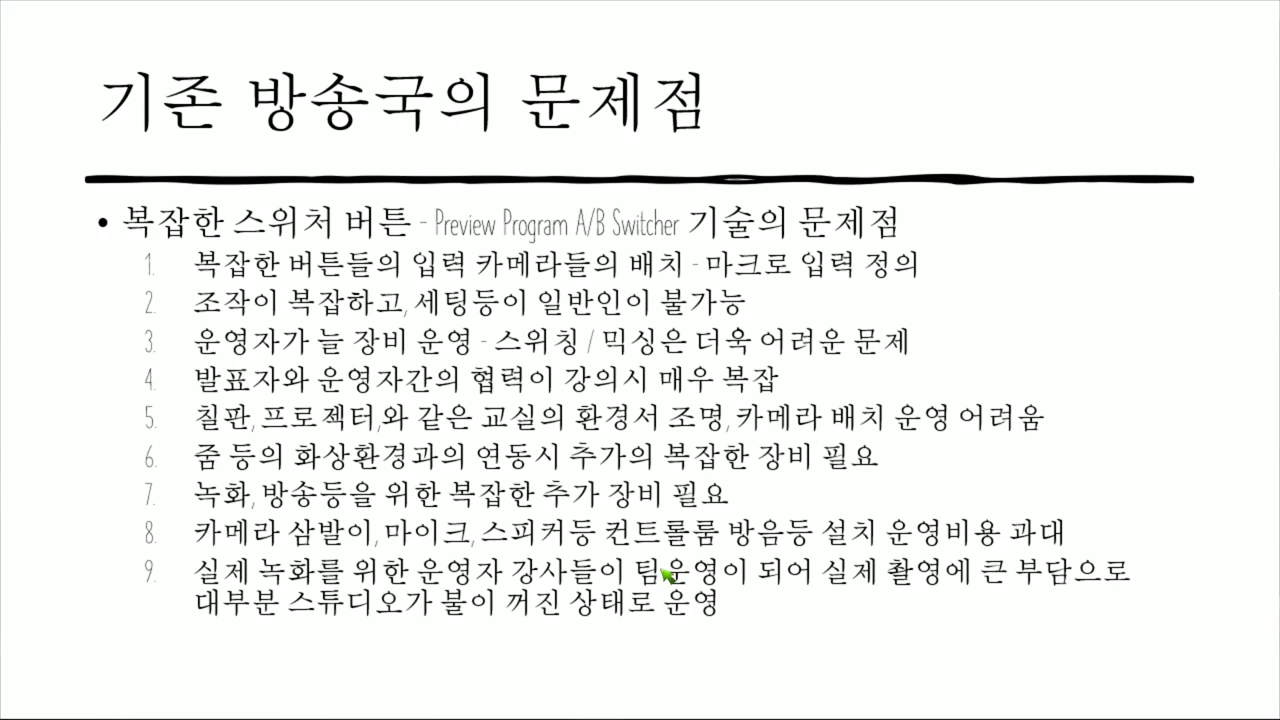 기존 방송국의 문제점
• 복잡한 스위처 버튼 - Preview Program A/B Switcher 기술의 문제점
1. 복잡한 버튼들의 입력 카메라들의 배치 - 마크로 입력 정의
2. 조작이 복잡하고, 세팅등이 일반인이 불가능
3. 운영자가 늘 장비 운영 - 스위칭 / 믹싱은 더욱 어려운 문제
4. 발표자와 운영자간의 협력이 강의시 매우 복잡
5. 칠판, 프로젝터,와 같은 교실의 환경서 조명, 카메라 배치 운영 어려움
6. 줌 등의 화상환경과의 연동시 추가의 복잡한 장비 필요
7. 녹화, 방송등을 위한 복잡한 추가 장비 필요
8. 카메라 삼발이, 마이크, 스피커등 컨트롤룸 방음등 설치 운영비용 과대
9. 실제 녹화를 위한 운영자 강사들이 팀운영이 되어 실제 촬영에 큰 부담으로
대부분 스튜디오가 불이 꺼진 상태로 운영